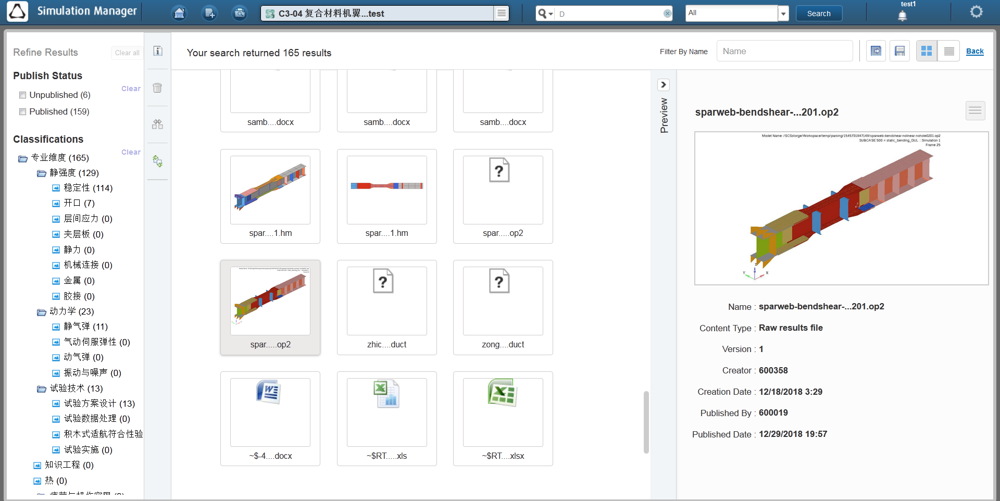 Simulation Manager
C3-04 复合材料机翼...test
D
All
Search
test1
Refine Results
Clear all
Publish Status
Clear
Unpublished (6)
Published (159)
Classifications
Clear
专业维度 (165)
静强度 (129)
稳定性 (114)
开口 (7)
层间应力 (0)
夹层板 (0)
静力 (0)
机械连接 (0)
金属 (0)
胶接 (0)
动力学 (23)
静气弹 (11)
气动伺服弹性 (0)
动气弹 (0)
振动与噪声 (0)
试验技术 (13)
试验方案设计 (13)
试验数据处理 (0)
积木式适航符合性验
试验实施 (0)
知识工程 (0)
热 (0)
Your search returned 165 results
Filter By Name
Name
Back
samb....docx
samb....docx
samb....docx
spar....1.hm
spar....1.hm
spar.....op2
spar.....op2
zhic....duct
zong....duct
~$-4....docx
~$RT.....xls
~$RT....xlsx
Preview
sparweb-bendshear-...201.op2
Model Name: /SCSstorge/Workspace/temp/parsing/1545731847149/sparweb-bendshear-nolinear-nohole0201.op2
SUBCASE 500 = static_bending_DUL : Simulation 1
Frame 25
Z
Y
X
Name : sparweb-bendshear-...201.op2
Content Type : Raw results file
Version : 1
Creator : 600358
Creation Date : 12/18/2018 3:29
Published By : 600019
Published Date : 12/29/2018 19:57